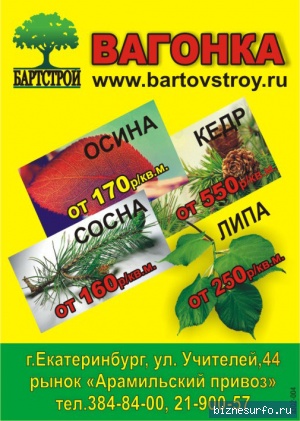 БАРТСТРОЙ
ВАГОНКА
www.bartovstroy.ru
ОСИНА
от 170р/кв.м.
КЕДР
от 550р/кв.м.
СОСНА
от 160р/кв.м.
ЛИПА
от 250р/кв.м.
г.Екатеринбург, ул. Учителей,44
рынок «Арамильский привоз»
тел.384-84-00, 21-900-57
biznesurfo.ru